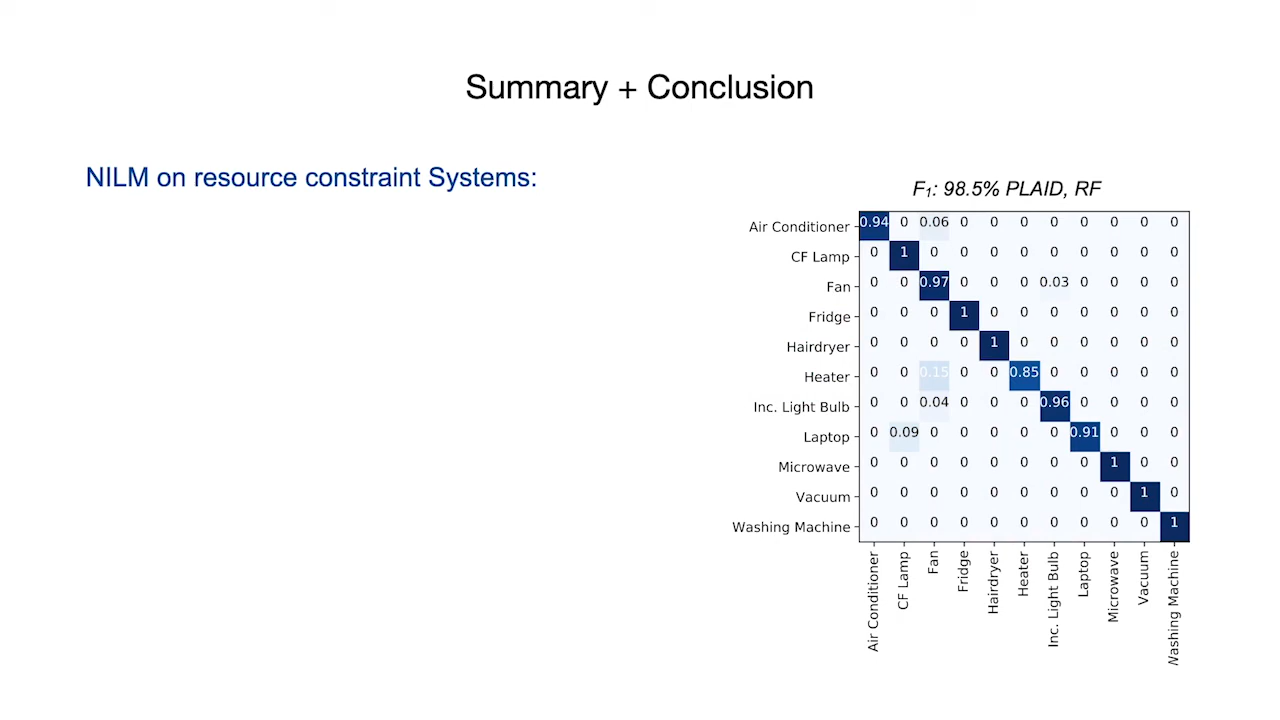 Summary + Conclusion
NILM on resource constraint Systems:
F₁: 98.5% PLAID, RF
Air Conditioner 0.94 0 0.06 0 0 0 0 0 0 0 0
CF Lamp 0 1 0 0 0 0 0 0 0 0 0
Fan 0 0 0.97 0 0 0 0.03 0 0 0 0
Fridge 0 0 0 1 0 0 0 0 0 0 0
Hairdryer 0 0 0 0 1 0 0 0 0 0 0
Heater 0 0 0.15 0 0 0.85 0 0 0 0 0
Inc. Light Bulb 0 0 0.04 0 0 0 0.96 0 0 0 0
Laptop 0 0.09 0 0 0 0 0 0.91 0 0 0
Microwave 0 0 0 0 0 0 0 0 1 0 0
Vacuum 0 0 0 0 0 0 0 0 0 1 0
Washing Machine 0 0 0 0 0 0 0 0 0 0 1
Air Conditioner
CF Lamp
Fan
Fridge
Hairdryer
Heater
Inc. Light Bulb
Laptop
Microwave
Vacuum
Washing Machine